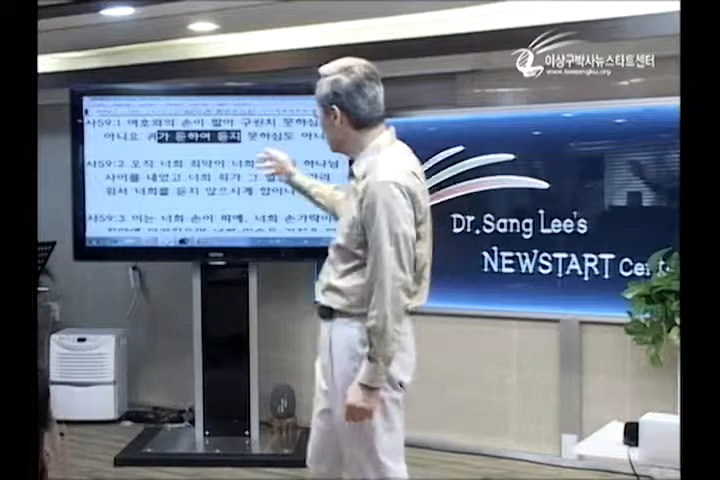 이상구박사뉴스타트센터
www.leesangku.org
사59:1 여호와의 손이 짧아 구원치 못하심
아니요 귀가 둔하여 듣지 못하심도 아니
사59:2 오직 너희 죄악이 너희 하나님
사이를 내었고 너희 죄가 그
워서 너희를 듣지 않으시게 함이니
사59:3 이는 너희 손이 피에, 너희 손가락이
Dr.Sang Lee's
NEWSTART Center